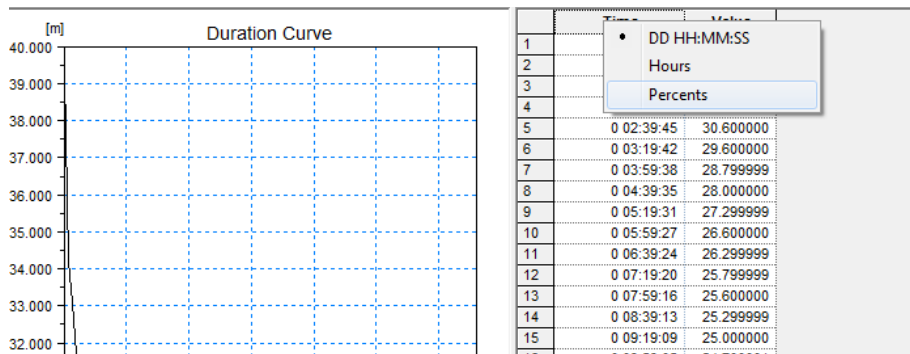 [m]
Duration Curve
40.000
39.000
38.000
37.000
36.000
35.000
34.000
33.000
32.000
Time Value
1
2
3
4
• DD HH:MM:SS
Hours
Percents
5 0 02:39:45 30.600000
6 0 03:19:42 29.600000
7 0 03:59:38 28.799999
8 0 04:39:35 28.000000
9 0 05:19:31 27.299999
10 0 05:59:27 26.600000
11 0 06:39:24 26.299999
12 0 07:19:20 25.799999
13 0 07:59:16 25.600000
14 0 08:39:13 25.299999
15 0 09:19:09 25.000000